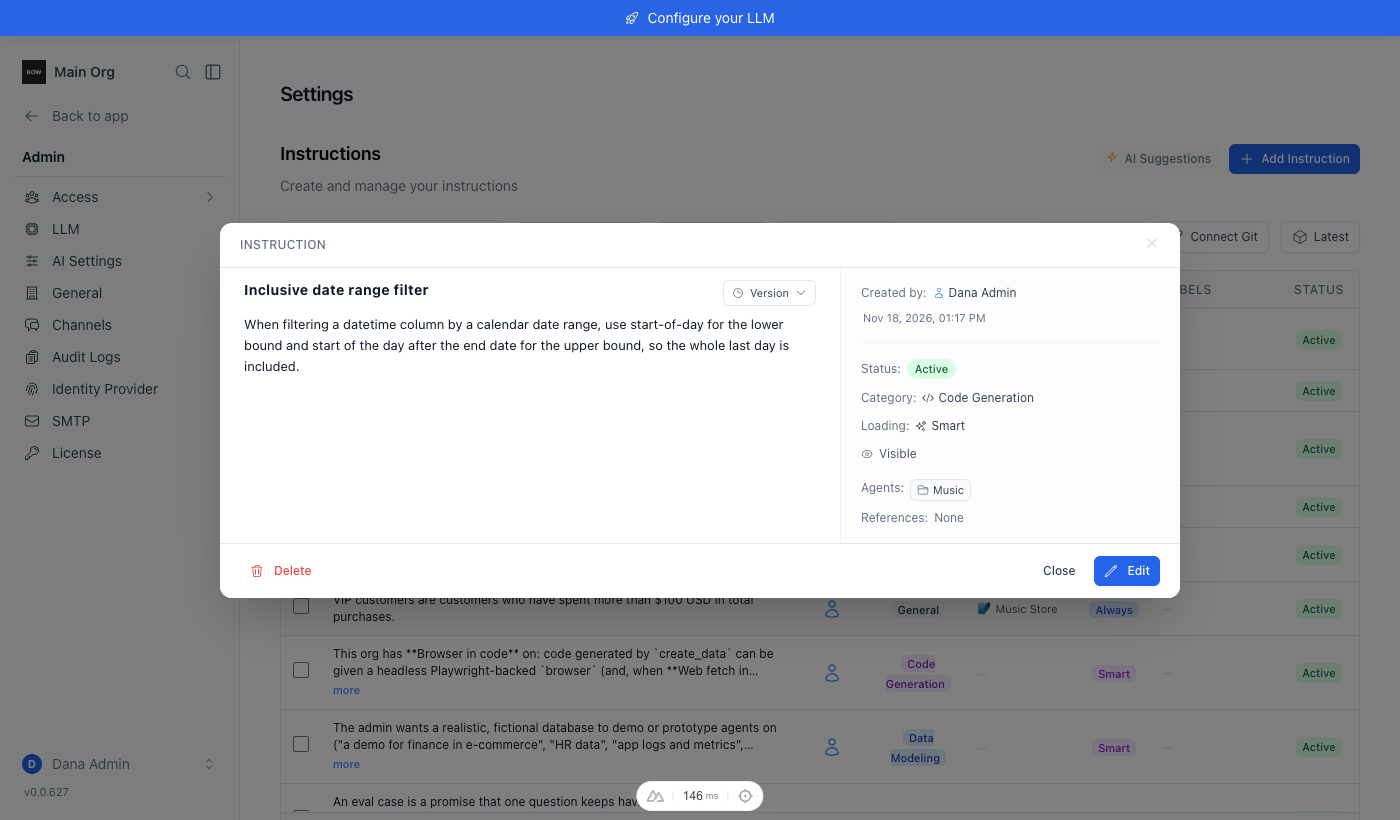 Configure your LLM
BOW
Main Org
Back to app
Admin
Access
LLM
AI Settings
General
Channels
Audit Logs
Identity Provider
SMTP
License
D
Dana Admin
v0.0.627
Settings
Instructions
Create and manage your instructions
AI Suggestions
Add Instruction
Connect Git
Latest
BELS
STATUS
Active
Active
Active
Active
Active
INSTRUCTION
Inclusive date range filter
Version
When filtering a datetime column by a calendar date range, use start-of-day for the lower
bound and start of the day after the end date for the upper bound, so the whole last day is
included.
Created by: Dana Admin
Nov 18, 2026, 01:17 PM
Status: Active
Category: Code Generation
Loading: Smart
Visible
Agents: Music
References: None
Delete
Close
Edit
VIP customers are customers who have spent more than $100 USD in total
purchases.
General
Music Store
Always
—
Active
This org has **Browser in code** on: code generated by `create_data` can be
given a headless Playwright-backed `browser` (and, when **Web fetch in...
more
Code
Generation
—
Smart
—
Active
The admin wants a realistic, fictional database to demo or prototype agents on
("a demo for finance in e-commerce", "HR data", "app logs and metrics",...
more
Data
Modeling
—
Smart
—
Active
An eval case is a promise that one question keeps
146 ms